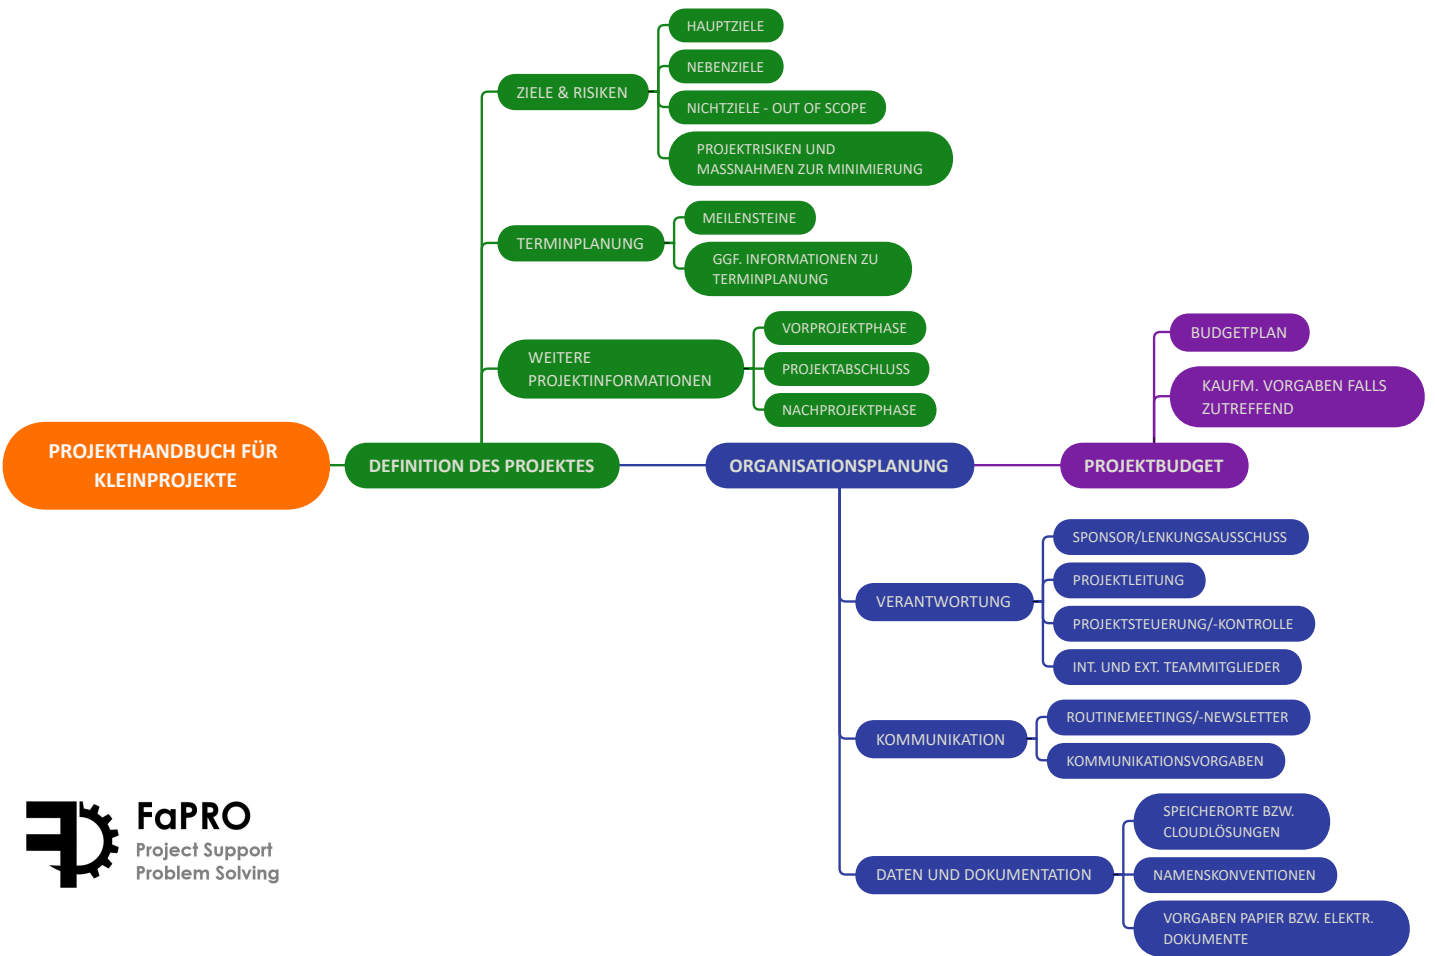 HAUPTZIELE
NEBENZIELE
ZIELE & RISIKEN
NICHTZIELE - OUT OF SCOPE
PROJEKTRISIKEN UND
MASSNAHMEN ZUR MINIMIERUNG
MEILENSTEINE
TERMINPLANUNG
GGF. INFORMATIONEN ZU
TERMINPLANUNG
VORPROJEKTPHASE
WEITERE
PROJEKTINFORMATIONEN
PROJEKTABSCHLUSS
NACHPROJEKTPHASE
BUDGETPLAN
KAUFM. VORGABEN FALLS
ZUTREFFEND
PROJEKTHANDBUCH FÜR
KLEINPROJEKTE
DEFINITION DES PROJEKTES
ORGANISATIONSPLANUNG
PROJEKTBUDGET
SPONSOR/LENKUNGSAUSSCHUSS
PROJEKTLEITUNG
VERANTWORTUNG
PROJEKTSTEUERUNG/-KONTROLLE
INT. UND EXT. TEAMMITGLIEDER
ROUTINEMEETINGS/-NEWSLETTER
KOMMUNIKATION
KOMMUNIKATIONSVORGABEN
SPEICHERORTE BZW.
CLOUDLÖSUNGEN
DATEN UND DOKUMENTATION
NAMENSKONVENTIONEN
VORGABEN PAPIER BZW. ELEKTR.
DOKUMENTE
FaPRO
Project Support
Problem Solving